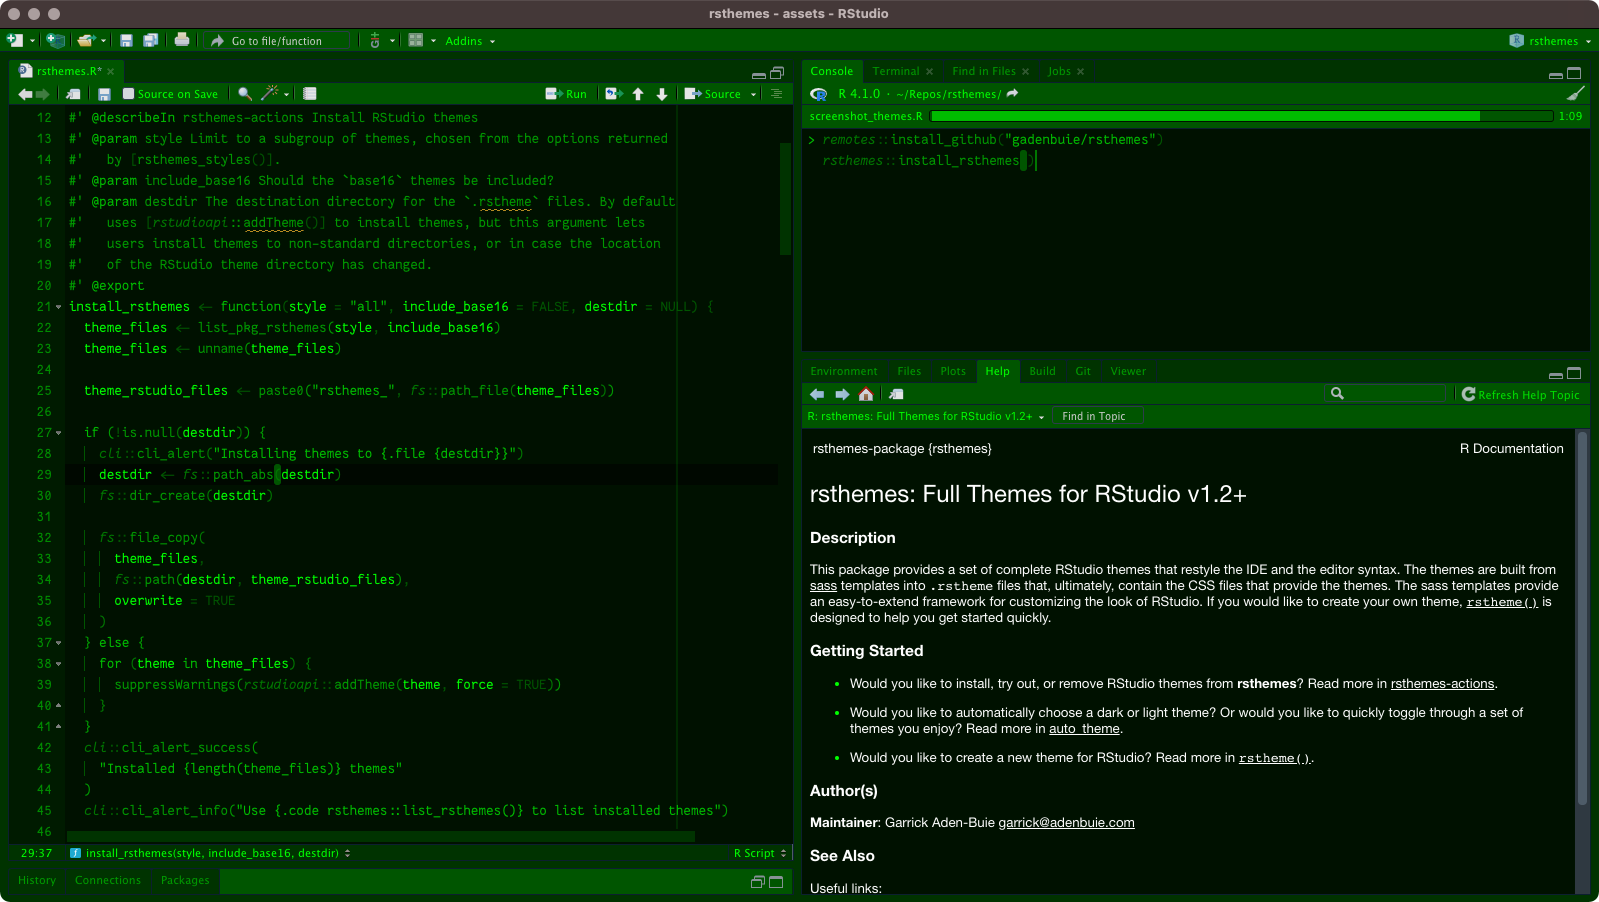 rsthemes - assets - RStudio
Go to file/function
Addins
rsthemes
rsthemes.R*
Source on Save
Run
Source
12 #' @describeIn rsthemes-actions Install RStudio themes
13 #' @param style Limit to a subgroup of themes, chosen from the options returned
14 #'   by [rsthemes_styles()].
15 #' @param include_base16 Should the `base16` themes be included?
16 #' @param destdir The destination directory for the `.rstheme` files. By default
17 #'   uses [rstudioapi::addTheme()] to install themes, but this argument lets
18 #'   users install themes to non-standard directories, or in case the location
19 #'   of the RStudio theme directory has changed.
20 #' @export
21 install_rsthemes <- function(style = "all", include_base16 = FALSE, destdir = NULL) {
22   theme_files <- list_pkg_rsthemes(style, include_base16)
23   theme_files <- unname(theme_files)
24
25   theme_rstudio_files <- paste0("rsthemes_", fs::path_file(theme_files))
26
27   if (!is.null(destdir)) {
28     cli::cli_alert("Installing themes to {.file {destdir}}")
29     destdir <- fs::path_abs(destdir)
30     fs::dir_create(destdir)
31
32     fs::file_copy(
33       theme_files,
34       fs::path(destdir, theme_rstudio_files),
35       overwrite = TRUE
36     )
37   } else {
38     for (theme in theme_files) {
39       suppressWarnings(rstudioapi::addTheme(theme, force = TRUE))
40     }
41   }
42   cli::cli_alert_success(
43     "Installed {length(theme_files)} themes"
44   )
45   cli::cli_alert_info("Use {.code rsthemes::list_rsthemes()} to list installed themes")
46
29:37 install_rsthemes(style, include_base16, destdir) R Script
History Connections Packages
Console Terminal Find in Files Jobs
R 4.1.0 · ~/Repos/rsthemes/
screenshot_themes.R 1:09
> remotes::install_github("gadenbuie/rsthemes")
rsthemes::install_rsthemes()
Environment Files Plots Help Build Git Viewer
Refresh Help Topic
R: rsthemes: Full Themes for RStudio v1.2+ Find in Topic
rsthemes-package {rsthemes} R Documentation
rsthemes: Full Themes for RStudio v1.2+
Description
This package provides a set of complete RStudio themes that restyle the IDE and the editor syntax. The themes are built from
sass templates into .rstheme files that, ultimately, contain the CSS files that provide the themes. The sass templates provide
an easy-to-extend framework for customizing the look of RStudio. If you would like to create your own theme, rstheme() is
designed to help you get started quickly.
Getting Started
• Would you like to install, try out, or remove RStudio themes from rsthemes? Read more in rsthemes-actions.
• Would you like to automatically choose a dark or light theme? Or would you like to quickly toggle through a set of
themes you enjoy? Read more in auto_theme.
• Would you like to create a new theme for RStudio? Read more in rstheme().
Author(s)
Maintainer: Garrick Aden-Buie garrick@adenbuie.com
See Also
Useful links: